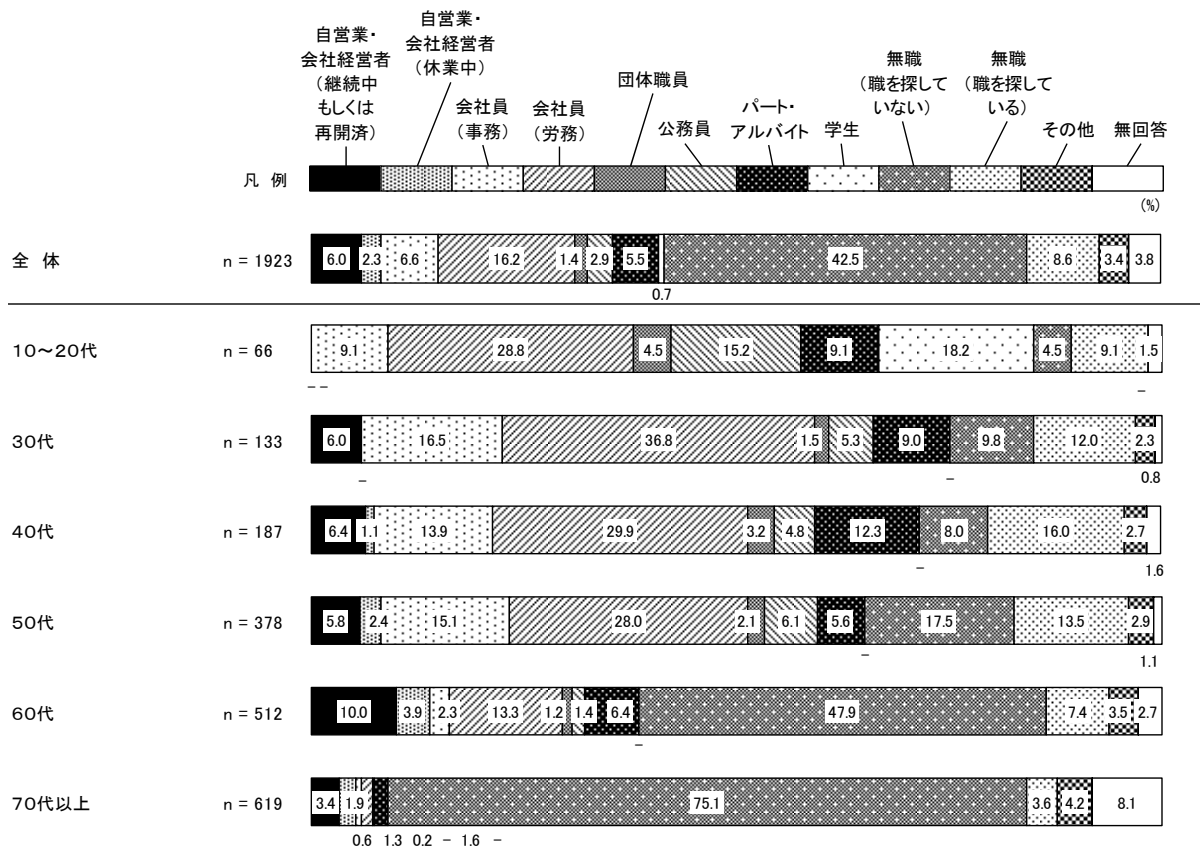 自営業・
会社経営者
(継続中
もしくは
再開済)
自営業・
会社経営者
(休業中)
会社員
(事務)
会社員
(労務)
団体職員
公務員
パート・
アルバイト
学生
無職
(職を探して
いない)
無職
(職を探して
いる)
その他
無回答
凡 例
(%)
全 体 n = 1923 6.0 2.3 6.6 16.2 1.4 2.9 5.5 42.5 8.6 3.4 3.8
0.7
10~20代 n = 66 9.1 28.8 4.5 15.2 9.1 18.2 4.5 9.1 1.5
– – –
30代 n = 133 6.0 16.5 36.8 1.5 5.3 9.0 9.8 12.0 2.3
– – 0.8
40代 n = 187 6.4 1.1 13.9 29.9 3.2 4.8 12.3 8.0 16.0 2.7
– 1.6
50代 n = 378 5.8 2.4 15.1 28.0 2.1 6.1 5.6 17.5 13.5 2.9
– 1.1
60代 n = 512 10.0 3.9 2.3 13.3 1.2 1.4 6.4 47.9 7.4 3.5 2.7
–
70代以上 n = 619 3.4 1.9 75.1 3.6 4.2 8.1
0.6 1.3 0.2 – 1.6 –